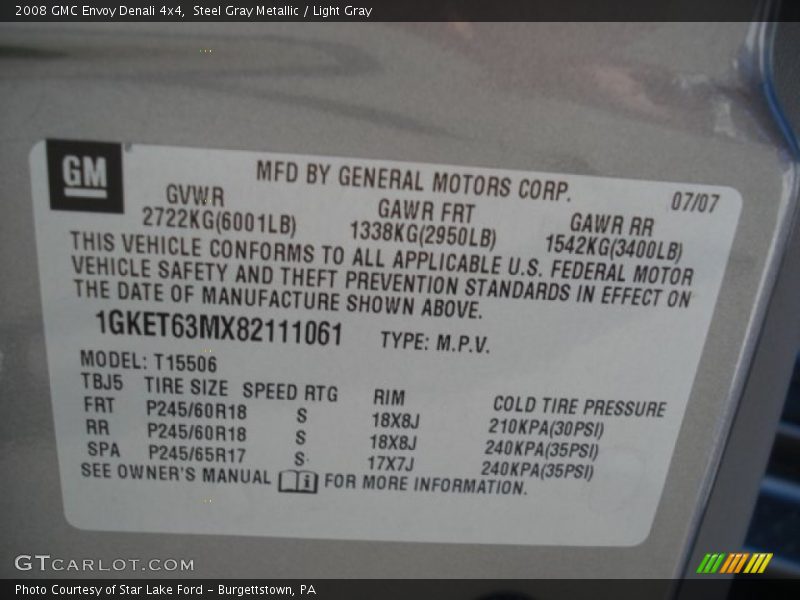 2008 GMC Envoy Denali 4x4,  Steel Gray Metallic / Light Gray
GM
MFD BY GENERAL MOTORS CORP.
07/07
GVWR GAWR FRT GAWR RR
2722KG(6001LB) 1338KG(2950LB) 1542KG(3400LB)
THIS VEHICLE CONFORMS TO ALL APPLICABLE U.S. FEDERAL MOTOR
VEHICLE SAFETY AND THEFT PREVENTION STANDARDS IN EFFECT ON
THE DATE OF MANUFACTURE SHOWN ABOVE.
1GKET63MX82111061 TYPE: M.P.V.
MODEL: T15506
TBJ5 TIRE SIZE SPEED RTG RIM COLD TIRE PRESSURE
FRT P245/60R18 S 18X8J 210KPA(30PSI)
RR P245/60R18 S 18X8J 240KPA(35PSI)
SPA P245/65R17 S 17X7J 240KPA(35PSI)
SEE OWNER'S MANUAL FOR MORE INFORMATION.
GTCARLOT.COM
Photo Courtesy of Star Lake Ford - Burgettstown, PA